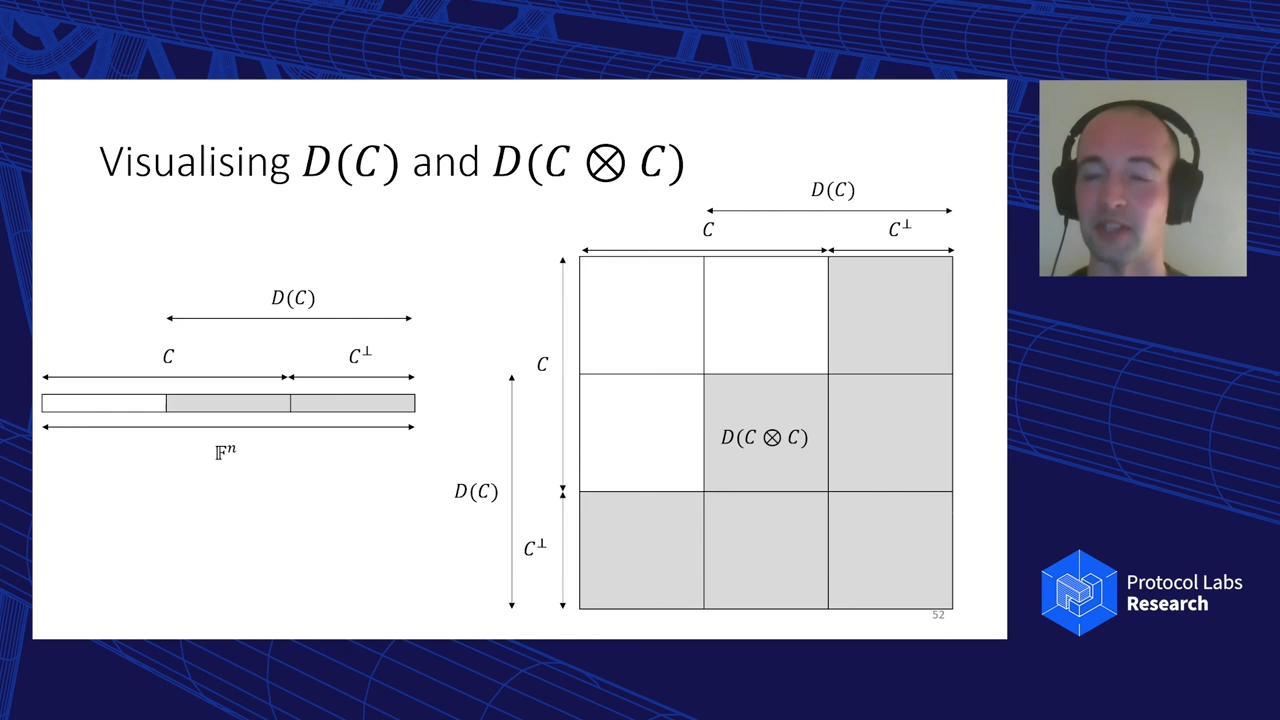 Visualising D(C) and D(C ⊗ C)
D(C)
C
C⊥
𝔽ⁿ
D(C)
C
C⊥
C
D(C)
C⊥
D(C ⊗ C)
52
Protocol Labs
Research